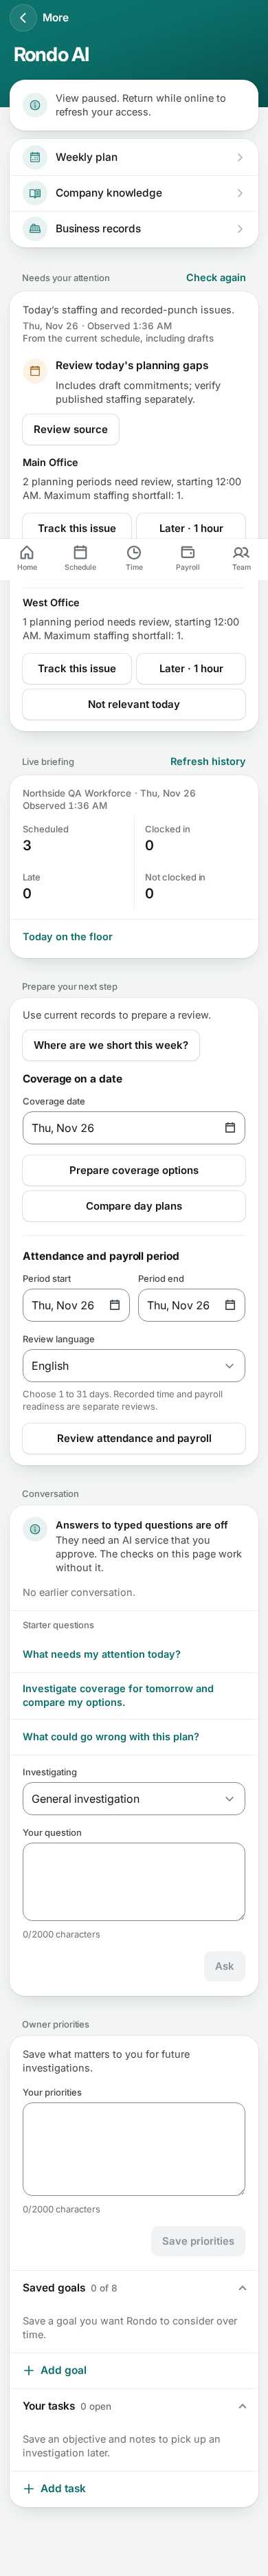 More
Rondo AI
View paused. Return while online to
refresh your access.
Weekly plan
Company knowledge
Business records
Needs your attention
Check again
Today's staffing and recorded-punch issues.
Thu, Nov 26 · Observed 1:36 AM
From the current schedule, including drafts
Review today's planning gaps
Includes draft commitments; verify
published staffing separately.
Review source
Main Office
2 planning periods need review, starting 12:00
AM. Maximum staffing shortfall: 1.
Track this issue
Later · 1 hour
Home
Schedule
Time
Payroll
Team
West Office
1 planning period needs review, starting 12:00
AM. Maximum staffing shortfall: 1.
Track this issue
Later · 1 hour
Not relevant today
Live briefing
Refresh history
Northside QA Workforce · Thu, Nov 26
Observed 1:36 AM
Scheduled
Clocked in
3
0
Late
Not clocked in
0
0
Today on the floor
Prepare your next step
Use current records to prepare a review.
Where are we short this week?
Coverage on a date
Coverage date
Thu, Nov 26
Prepare coverage options
Compare day plans
Attendance and payroll period
Period start
Period end
Thu, Nov 26
Thu, Nov 26
Review language
English
Choose 1 to 31 days. Recorded time and payroll
readiness are separate reviews.
Review attendance and payroll
Conversation
Answers to typed questions are off
They need an AI service that you
approve. The checks on this page work
without it.
No earlier conversation.
Starter questions
What needs my attention today?
Investigate coverage for tomorrow and
compare my options.
What could go wrong with this plan?
Investigating
General investigation
Your question
0/2000 characters
Ask
Owner priorities
Save what matters to you for future
investigations.
Your priorities
0/2000 characters
Save priorities
Saved goals 0 of 8
Save a goal you want Rondo to consider over
time.
Add goal
Your tasks 0 open
Save an objective and notes to pick up an
investigation later.
Add task